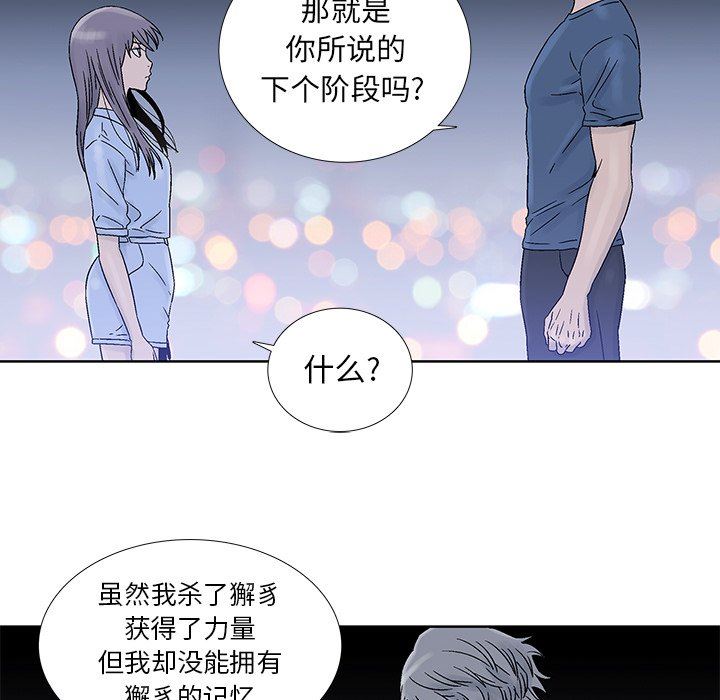 那就是
你所说的
下个阶段吗?
什么?
虽然我杀了獬豸
获得了力量
但我却没能拥有
獬豸的记忆